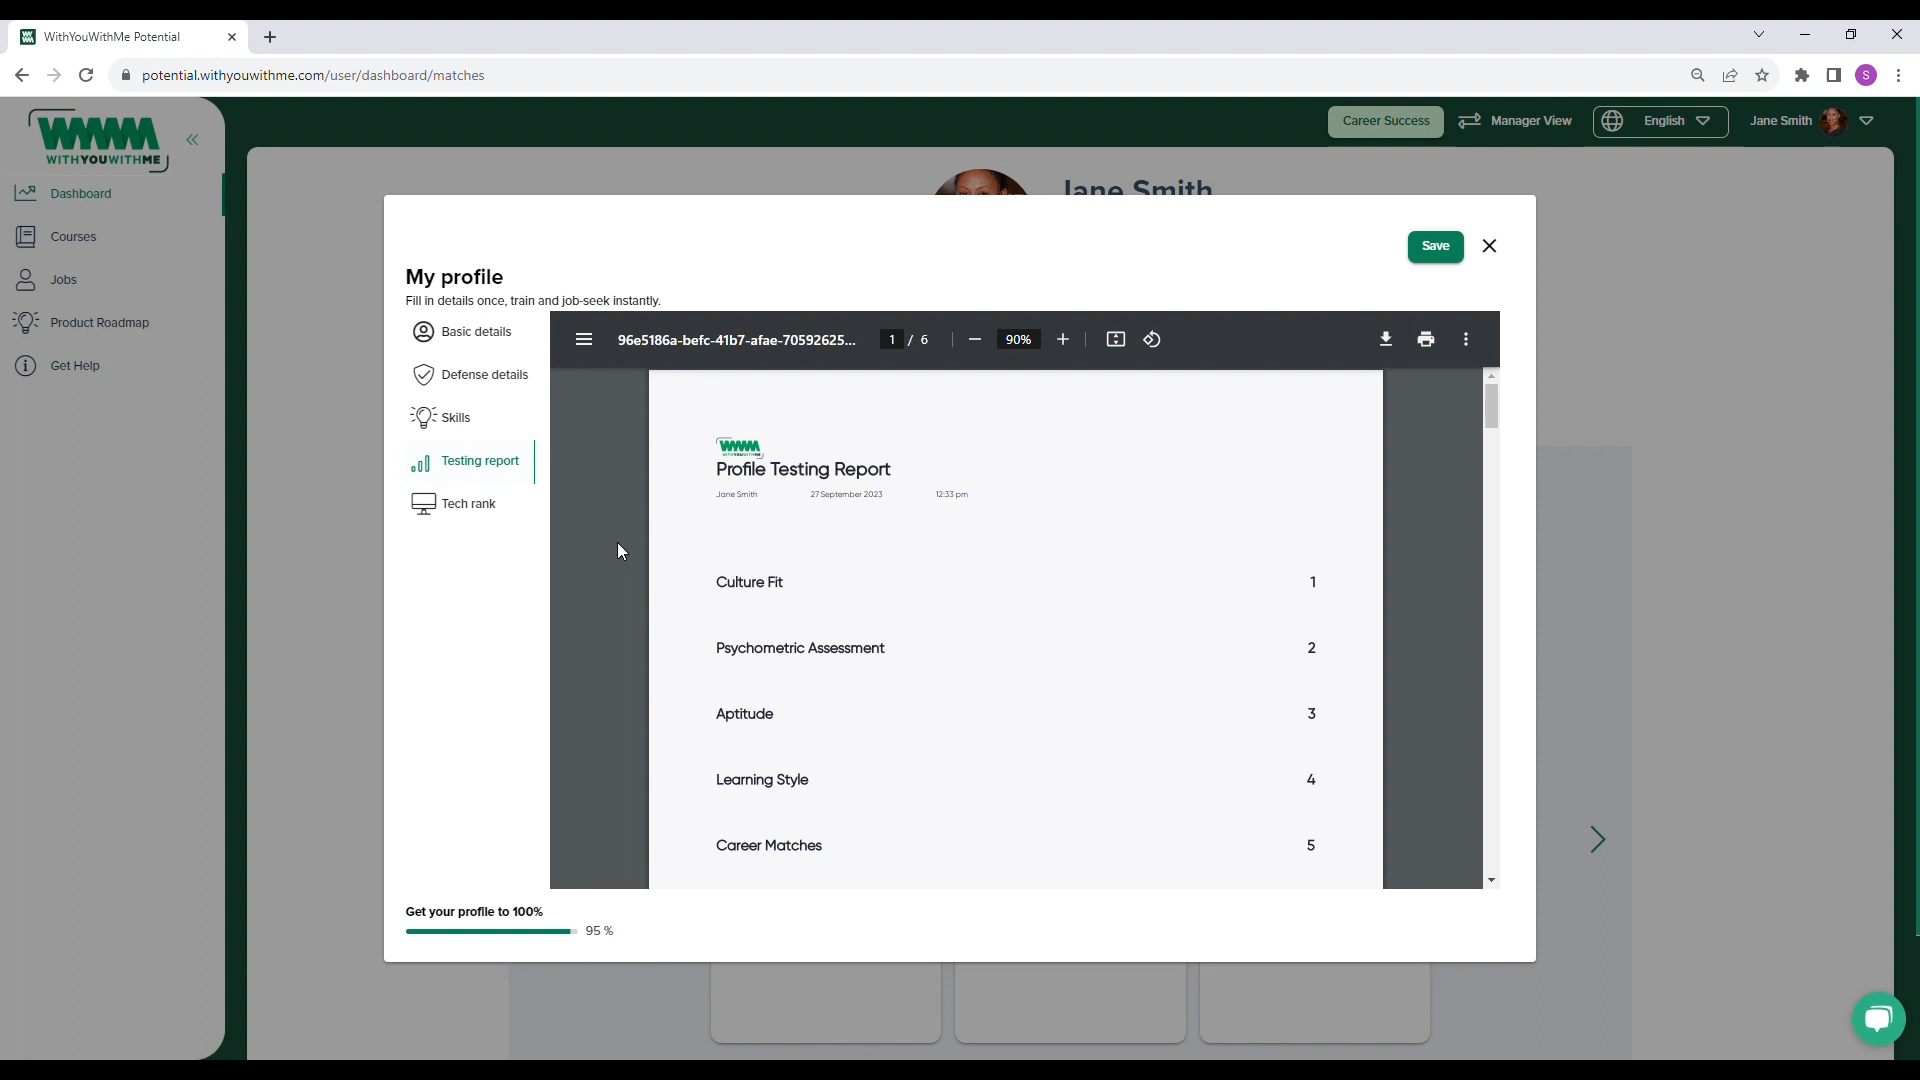 WithYouWithMe Potential
potential.withyouwithme.com/user/dashboard/matches
S
WYWM
WITHYOUWITHME
Career Success
Manager View
English
Jane Smith
Dashboard
Courses
Jobs
Product Roadmap
Get Help
Jane Smith
Save
My profile
Fill in details once, train and job-seek instantly.
Basic details
Defense details
Skills
Testing report
Tech rank
96e5186a-befc-41b7-afae-70592625...
1 / 6
90%
WYWM
WITHYOUWITHME
Profile Testing Report
Jane Smith 27 September 2023 12:33 pm
Culture Fit 1
Psychometric Assessment 2
Aptitude 3
Learning Style 4
Career Matches 5
Get your profile to 100%
95 %